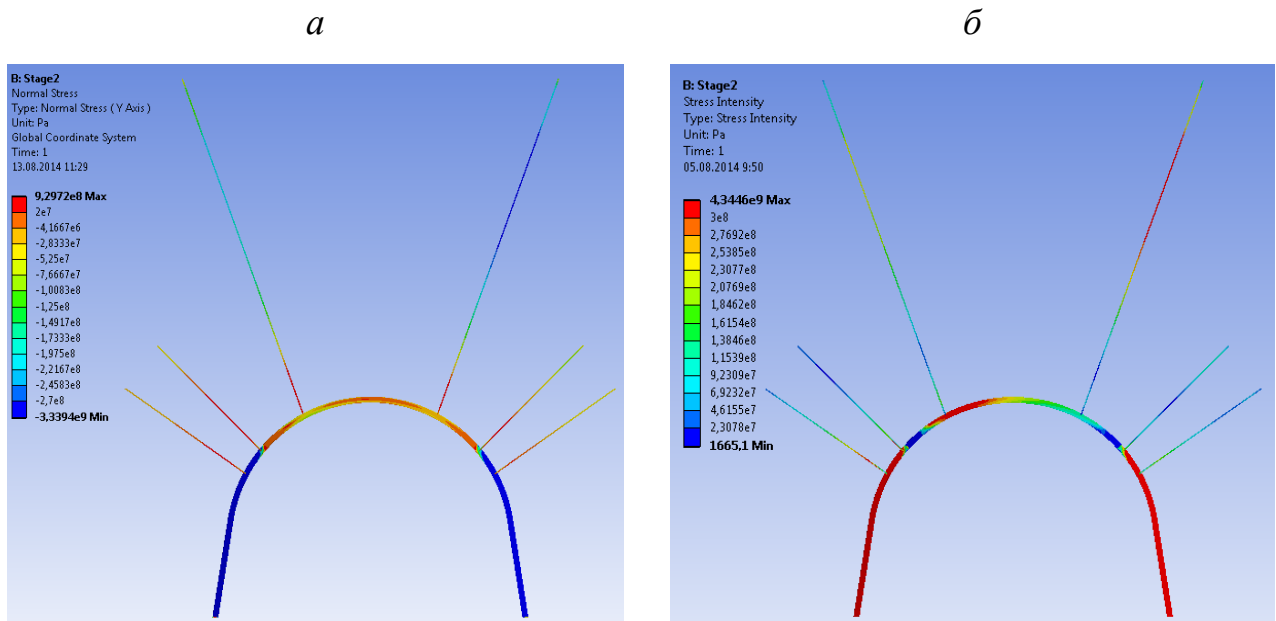 а
б
B: Stage2
Normal Stress
Type: Normal Stress ( Y Axis )
Unit: Pa
Global Coordinate System
Time: 1
13.08.2014 11:29
9,2972e8 Max
2e7
-4,1667e6
-2,8333e7
-5,25e7
-7,6667e7
-1,0083e8
-1,25e8
-1,4917e8
-1,7333e8
-1,975e8
-2,2167e8
-2,4583e8
-2,7e8
-3,3394e9 Min
B: Stage2
Stress Intensity
Type: Stress Intensity
Unit: Pa
Time: 1
05.08.2014 9:50
4,3446e9 Max
3e8
2,7692e8
2,5385e8
2,3077e8
2,0769e8
1,8462e8
1,6154e8
1,3846e8
1,1539e8
9,2309e7
6,9232e7
4,6155e7
2,3078e7
1665,1 Min